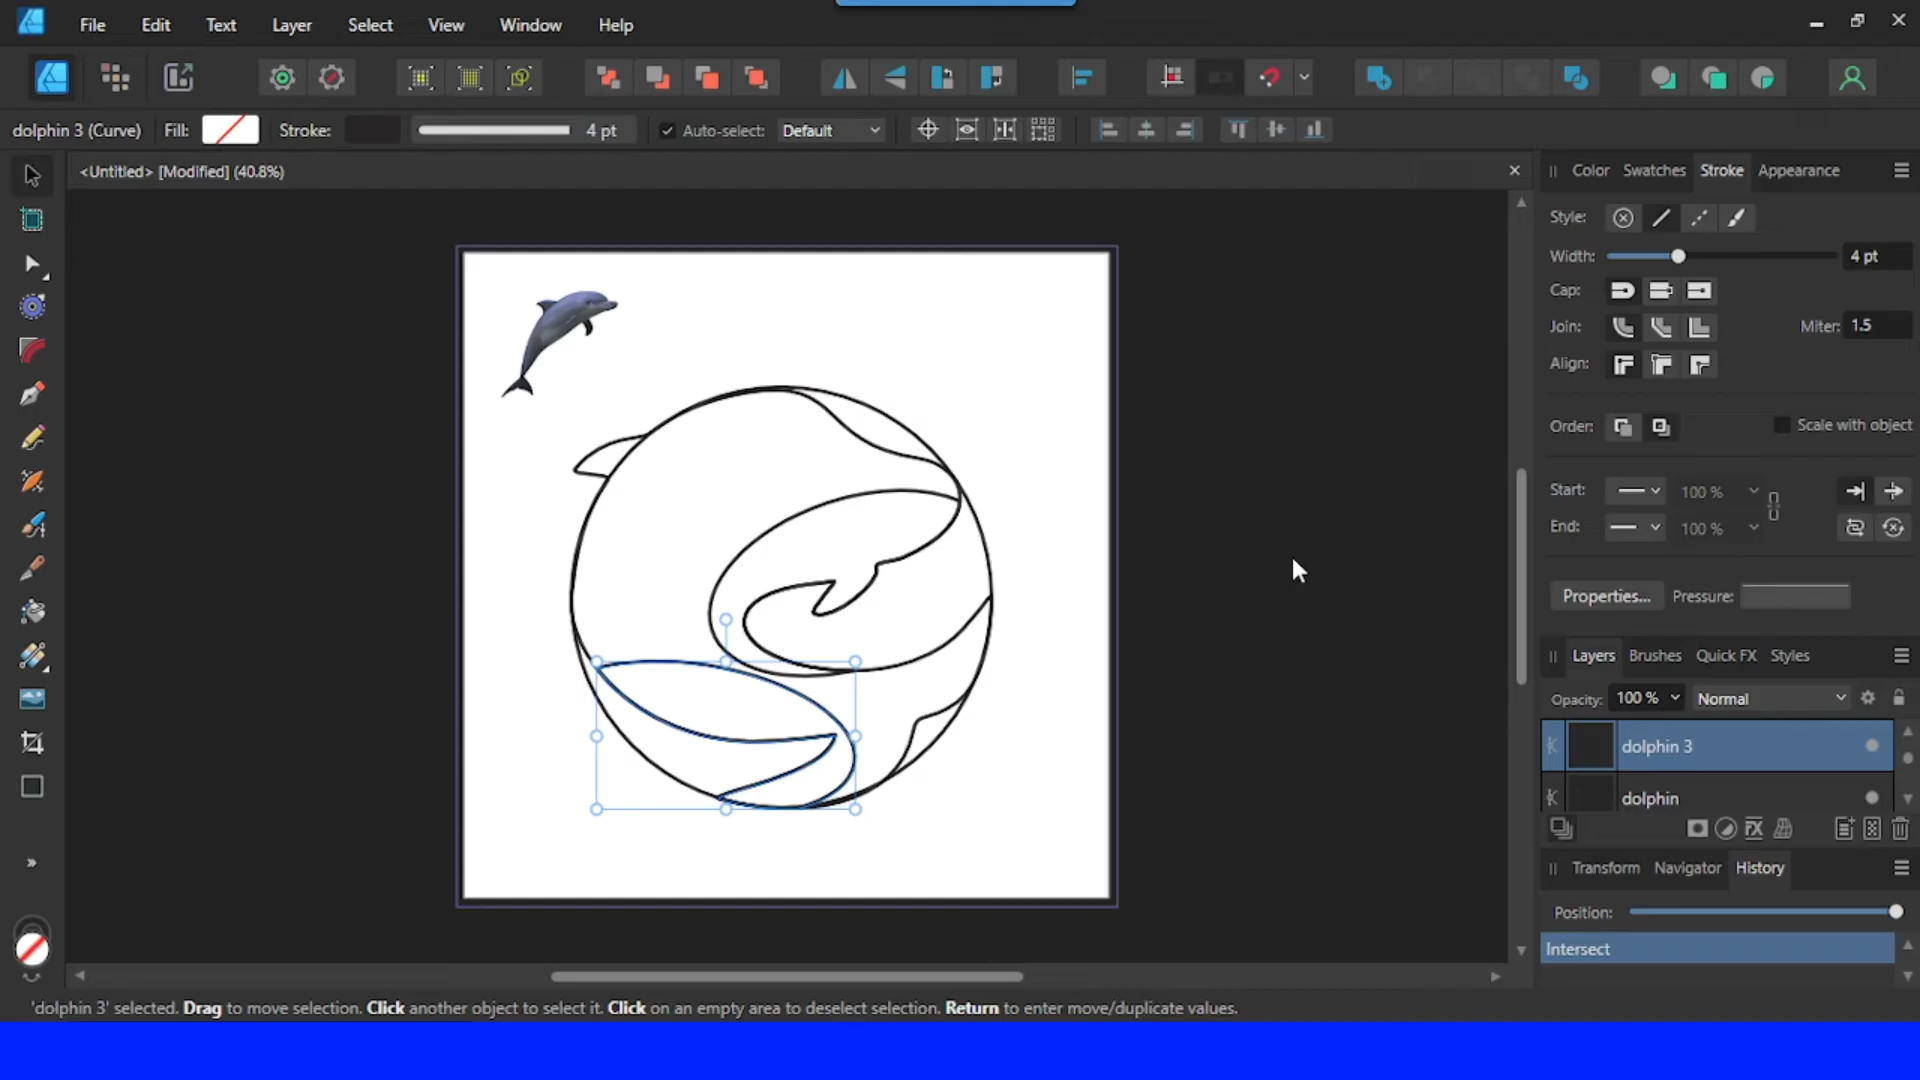 File Edit Text Layer Select View Window Help
dolphin 3 (Curve) Fill: Stroke: 4 pt Auto-select: Default
<Untitled> [Modified] (40.8%)
Color Swatches Stroke Appearance
Style:
Width: 4 pt
Cap:
Join: Miter: 1.5
Align:
Order: Scale with object
Start: 100 %
End: 100 %
Properties... Pressure:
Layers Brushes Quick FX Styles
Opacity: 100 % Normal
dolphin 3
dolphin
Transform Navigator History
Position:
Intersect
'dolphin 3' selected. Drag to move selection. Click another object to select it. Click on an empty area to deselect selection. Return to enter move/duplicate values.